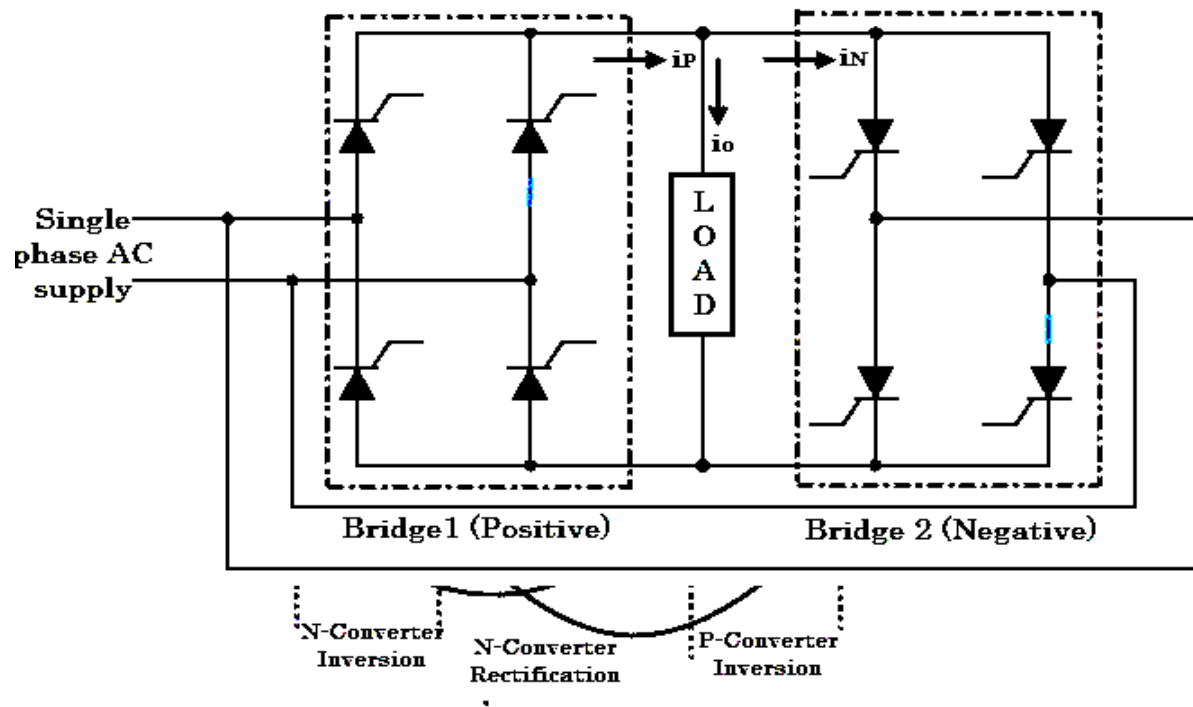 iP
iN
io
L
O
A
D
Single
phase AC
supply
Bridge1 (Positive)
Bridge 2 (Negative)
N-Converter
Inversion
N-Converter
Rectification
P-Converter
Inversion